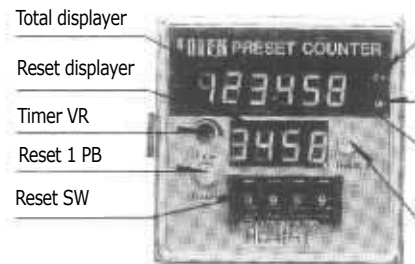 Total displayer
PRESET COUNTER
Reset displayer
123458
Timer VR
3458
Reset 1 PB
Reset SW